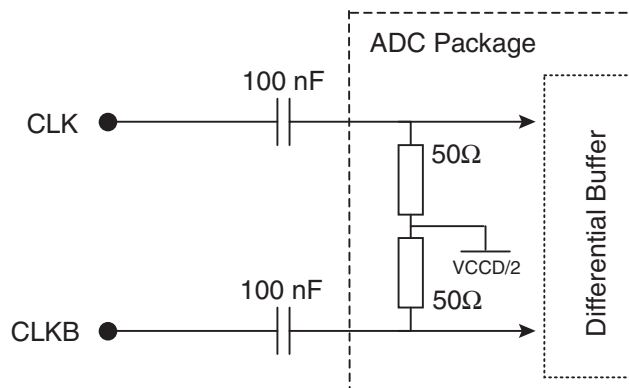 ADC Package
100 nF
CLK
50Ω
VCCD/2
100 nF
50Ω
CLKB
Differential Buffer